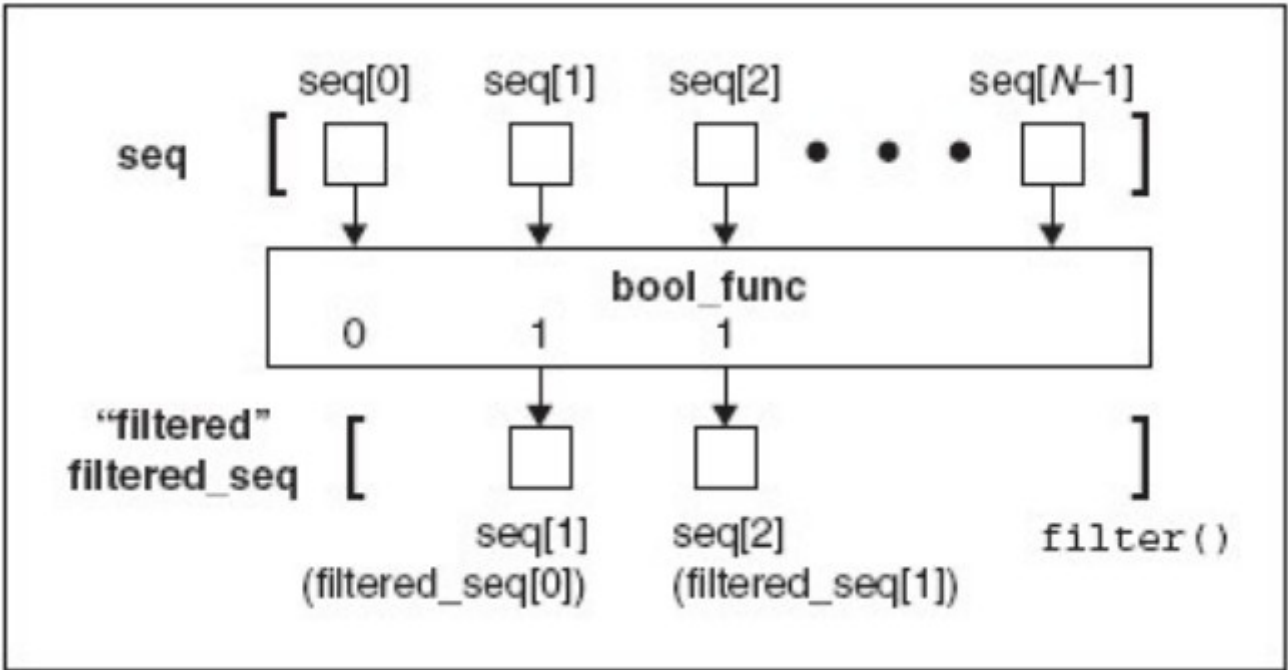 seq[0] seq[1] seq[2] seq[N–1]
seq [ ]
bool_func
0 1 1
“filtered”
filtered_seq [ ]
seq[1] seq[2] filter()
(filtered_seq[0]) (filtered_seq[1])